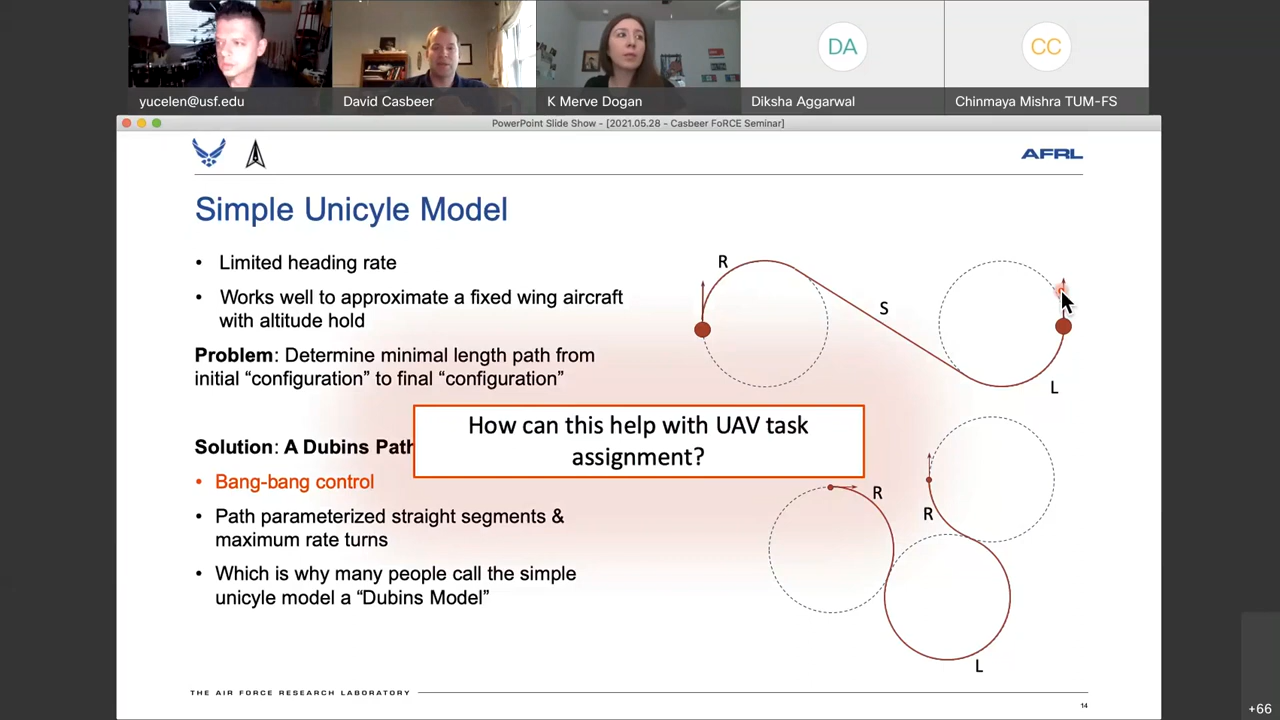 yucelen@usf.edu
David Casbeer
K Merve Dogan
DA
Diksha Aggarwal
CC
Chinmaya Mishra TUM-FS
PowerPoint Slide Show - [2021.05.28 - Casbeer FoRCE Seminar]
AFRL
Simple Unicyle Model
• Limited heading rate
• Works well to approximate a fixed wing aircraft
with altitude hold
Problem: Determine minimal length path from
initial “configuration” to final “configuration”
Solution: A Dubins Path
• Bang-bang control
• Path parameterized straight segments &
maximum rate turns
• Which is why many people call the simple
unicyle model a “Dubins Model”
How can this help with UAV task
assignment?
R
S
L
R
R
L
THE AIR FORCE RESEARCH LABORATORY
14
+66